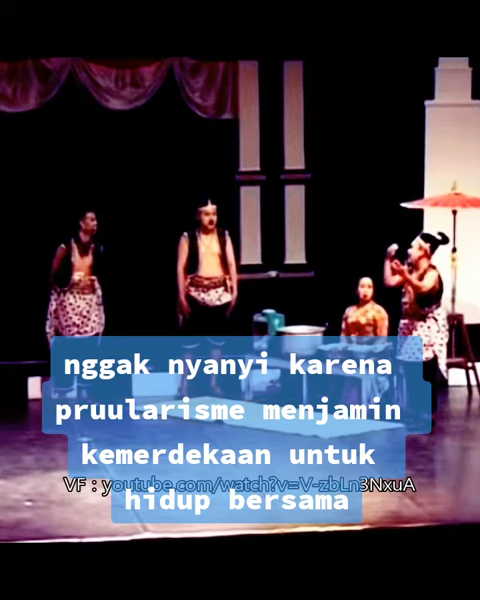 nggak nyanyi karena
pruularisme menjamin
kemerdekaan untuk
VF : youtube.com/watch?v=V-zbLn3NxuA
hidup bersama